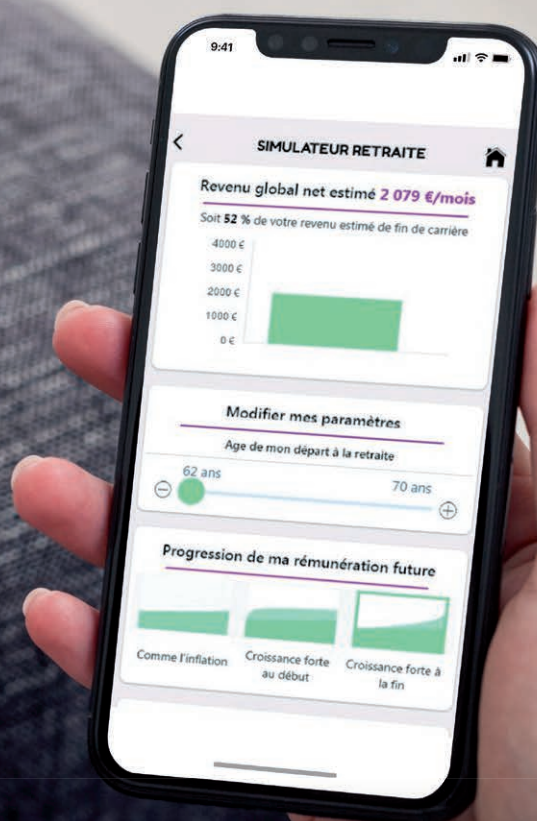 9:41
SIMULATEUR RETRAITE
Revenu global net estimé 2 079 €/mois
Soit 52 % de votre revenu estimé de fin de carrière
4000 €
3000 €
2000 €
1000 €
0 €
Modifier mes paramètres
Age de mon départ à la retraite
62 ans
70 ans
Progression de ma rémunération future
Comme l'inflation
Croissance forte
au début
Croissance forte à
la fin